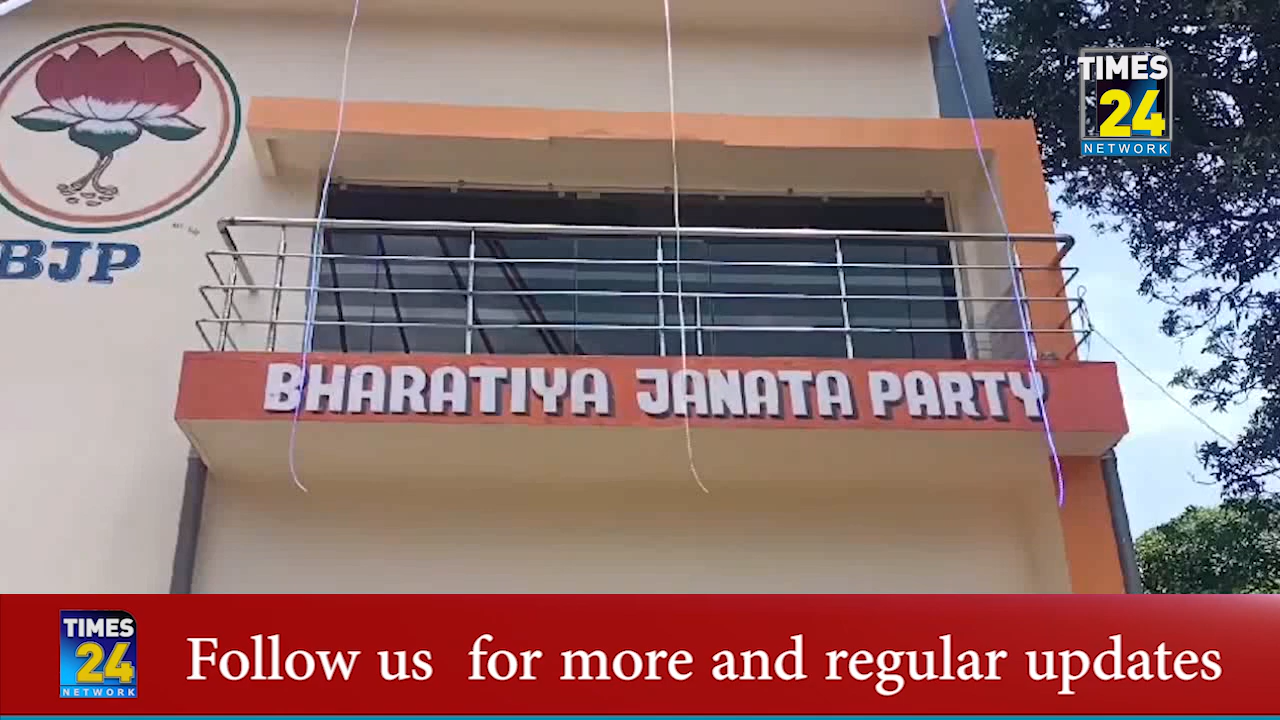 TIMES
24
NETWORK
BJP
BHARATIYA JANATA PARTY
TIMES
24
NETWORK
Follow us for more and regular updates